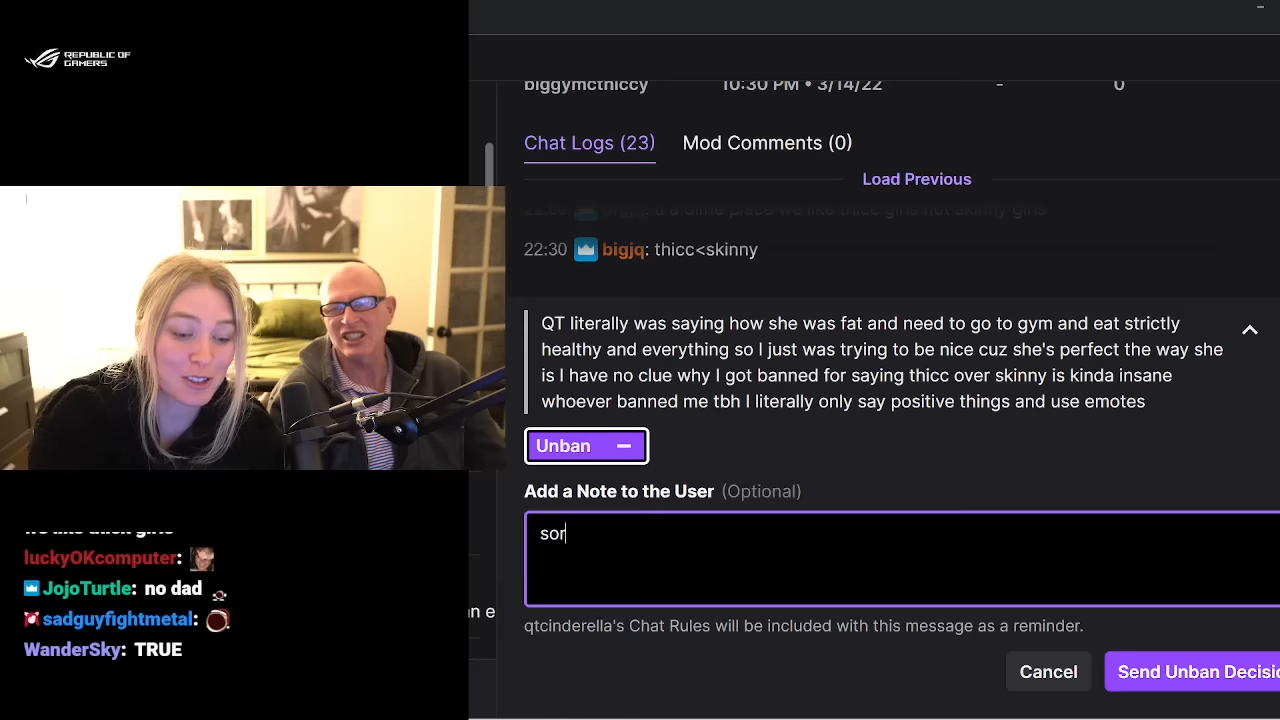 REPUBLIC OF
GAMERS
biggymcthiccy 10:30 PM • 3/14/22 - 0
Chat Logs (23) Mod Comments (0)
Load Previous
22:30 bigjq: thicc<skinny
QT literally was saying how she was fat and need to go to gym and eat strictly
healthy and everything so I just was trying to be nice cuz she's perfect the way she
is I have no clue why I got banned for saying thicc over skinny is kinda insane
whoever banned me tbh I literally only say positive things and use emotes
Unban
Add a Note to the User (Optional)
sor
qtcinderella's Chat Rules will be included with this message as a reminder.
Cancel Send Unban Decisio
luckyOKcomputer:
JojoTurtle: no dad
sadguyfightmetal:
WanderSky: TRUE